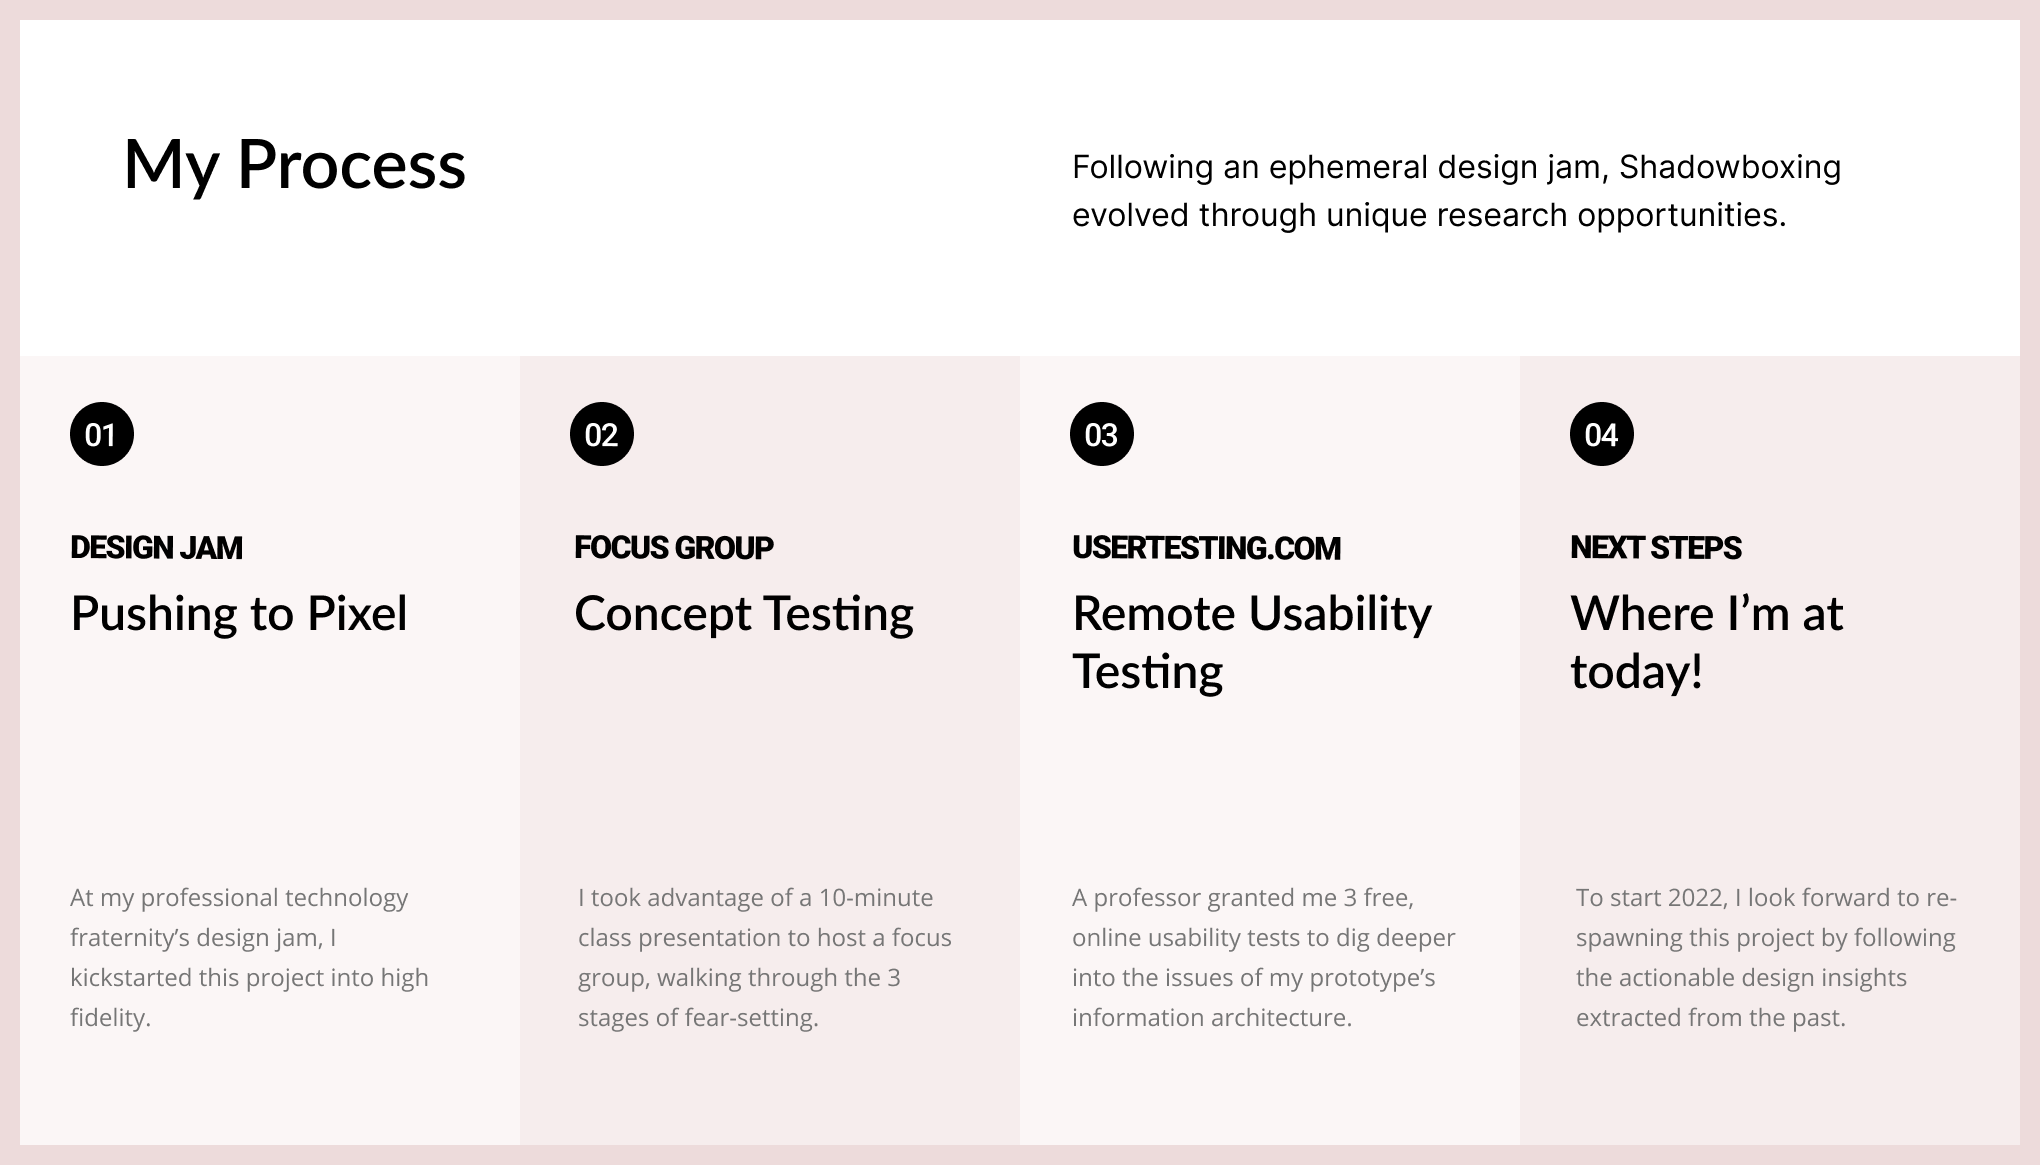 My Process
Following an ephemeral design jam, Shadowboxing
evolved through unique research opportunities.
01
DESIGN JAM
Pushing to Pixel
At my professional technology
fraternity’s design jam, I
kickstarted this project into high
fidelity.
02
FOCUS GROUP
Concept Testing
I took advantage of a 10-minute
class presentation to host a focus
group, walking through the 3
stages of fear-setting.
03
USERTESTING.COM
Remote Usability
Testing
A professor granted me 3 free,
online usability tests to dig deeper
into the issues of my prototype’s
information architecture.
04
NEXT STEPS
Where I’m at
today!
To start 2022, I look forward to re-
spawning this project by following
the actionable design insights
extracted from the past.